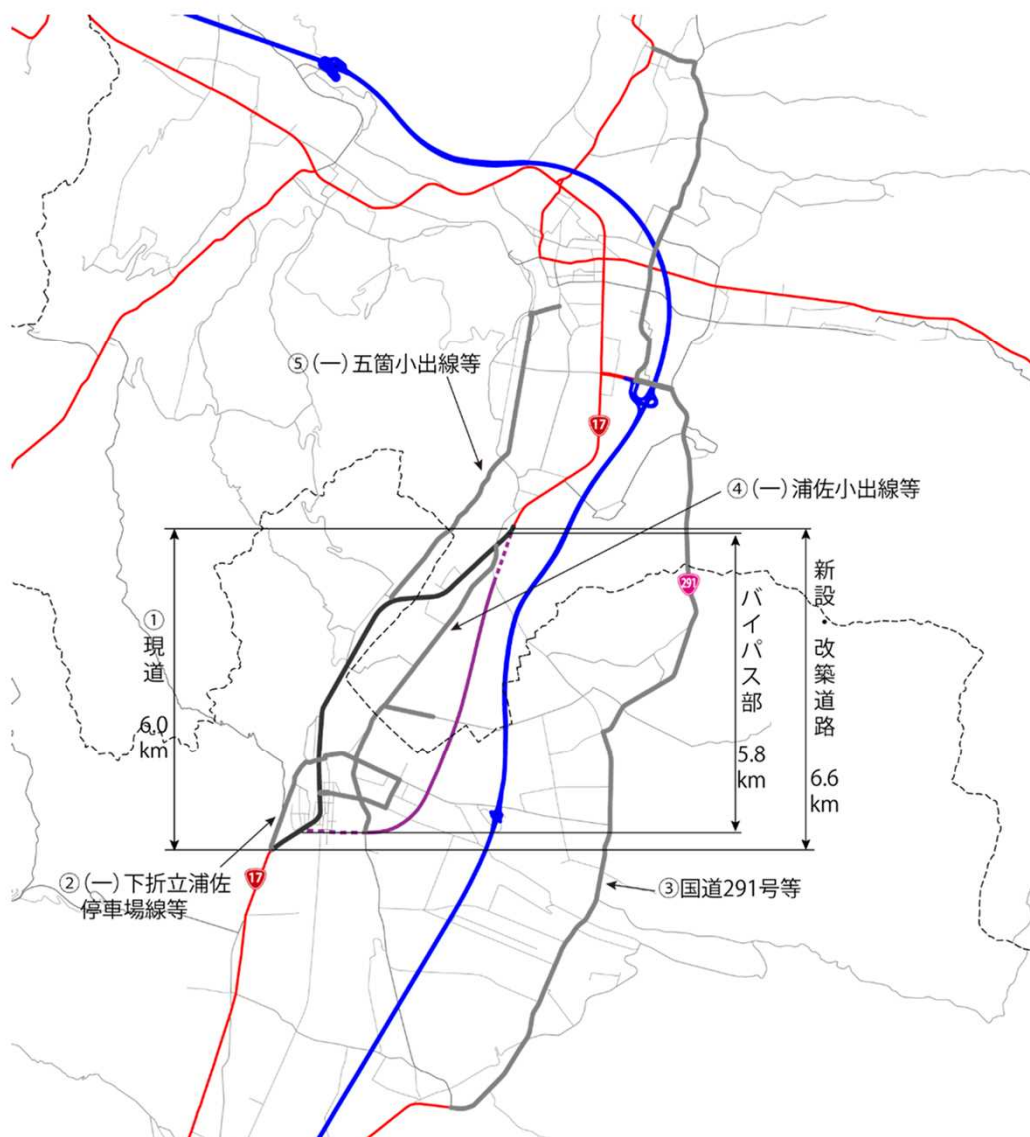 ⑤(一)五箇小出線等
17
④(一)浦佐小出線等
①現道
6.0
km
291
バイパス部
5.8
km
新設・改築道路
6.6
km
②(一)下折立浦佐
停車場線等
17
③国道291号等